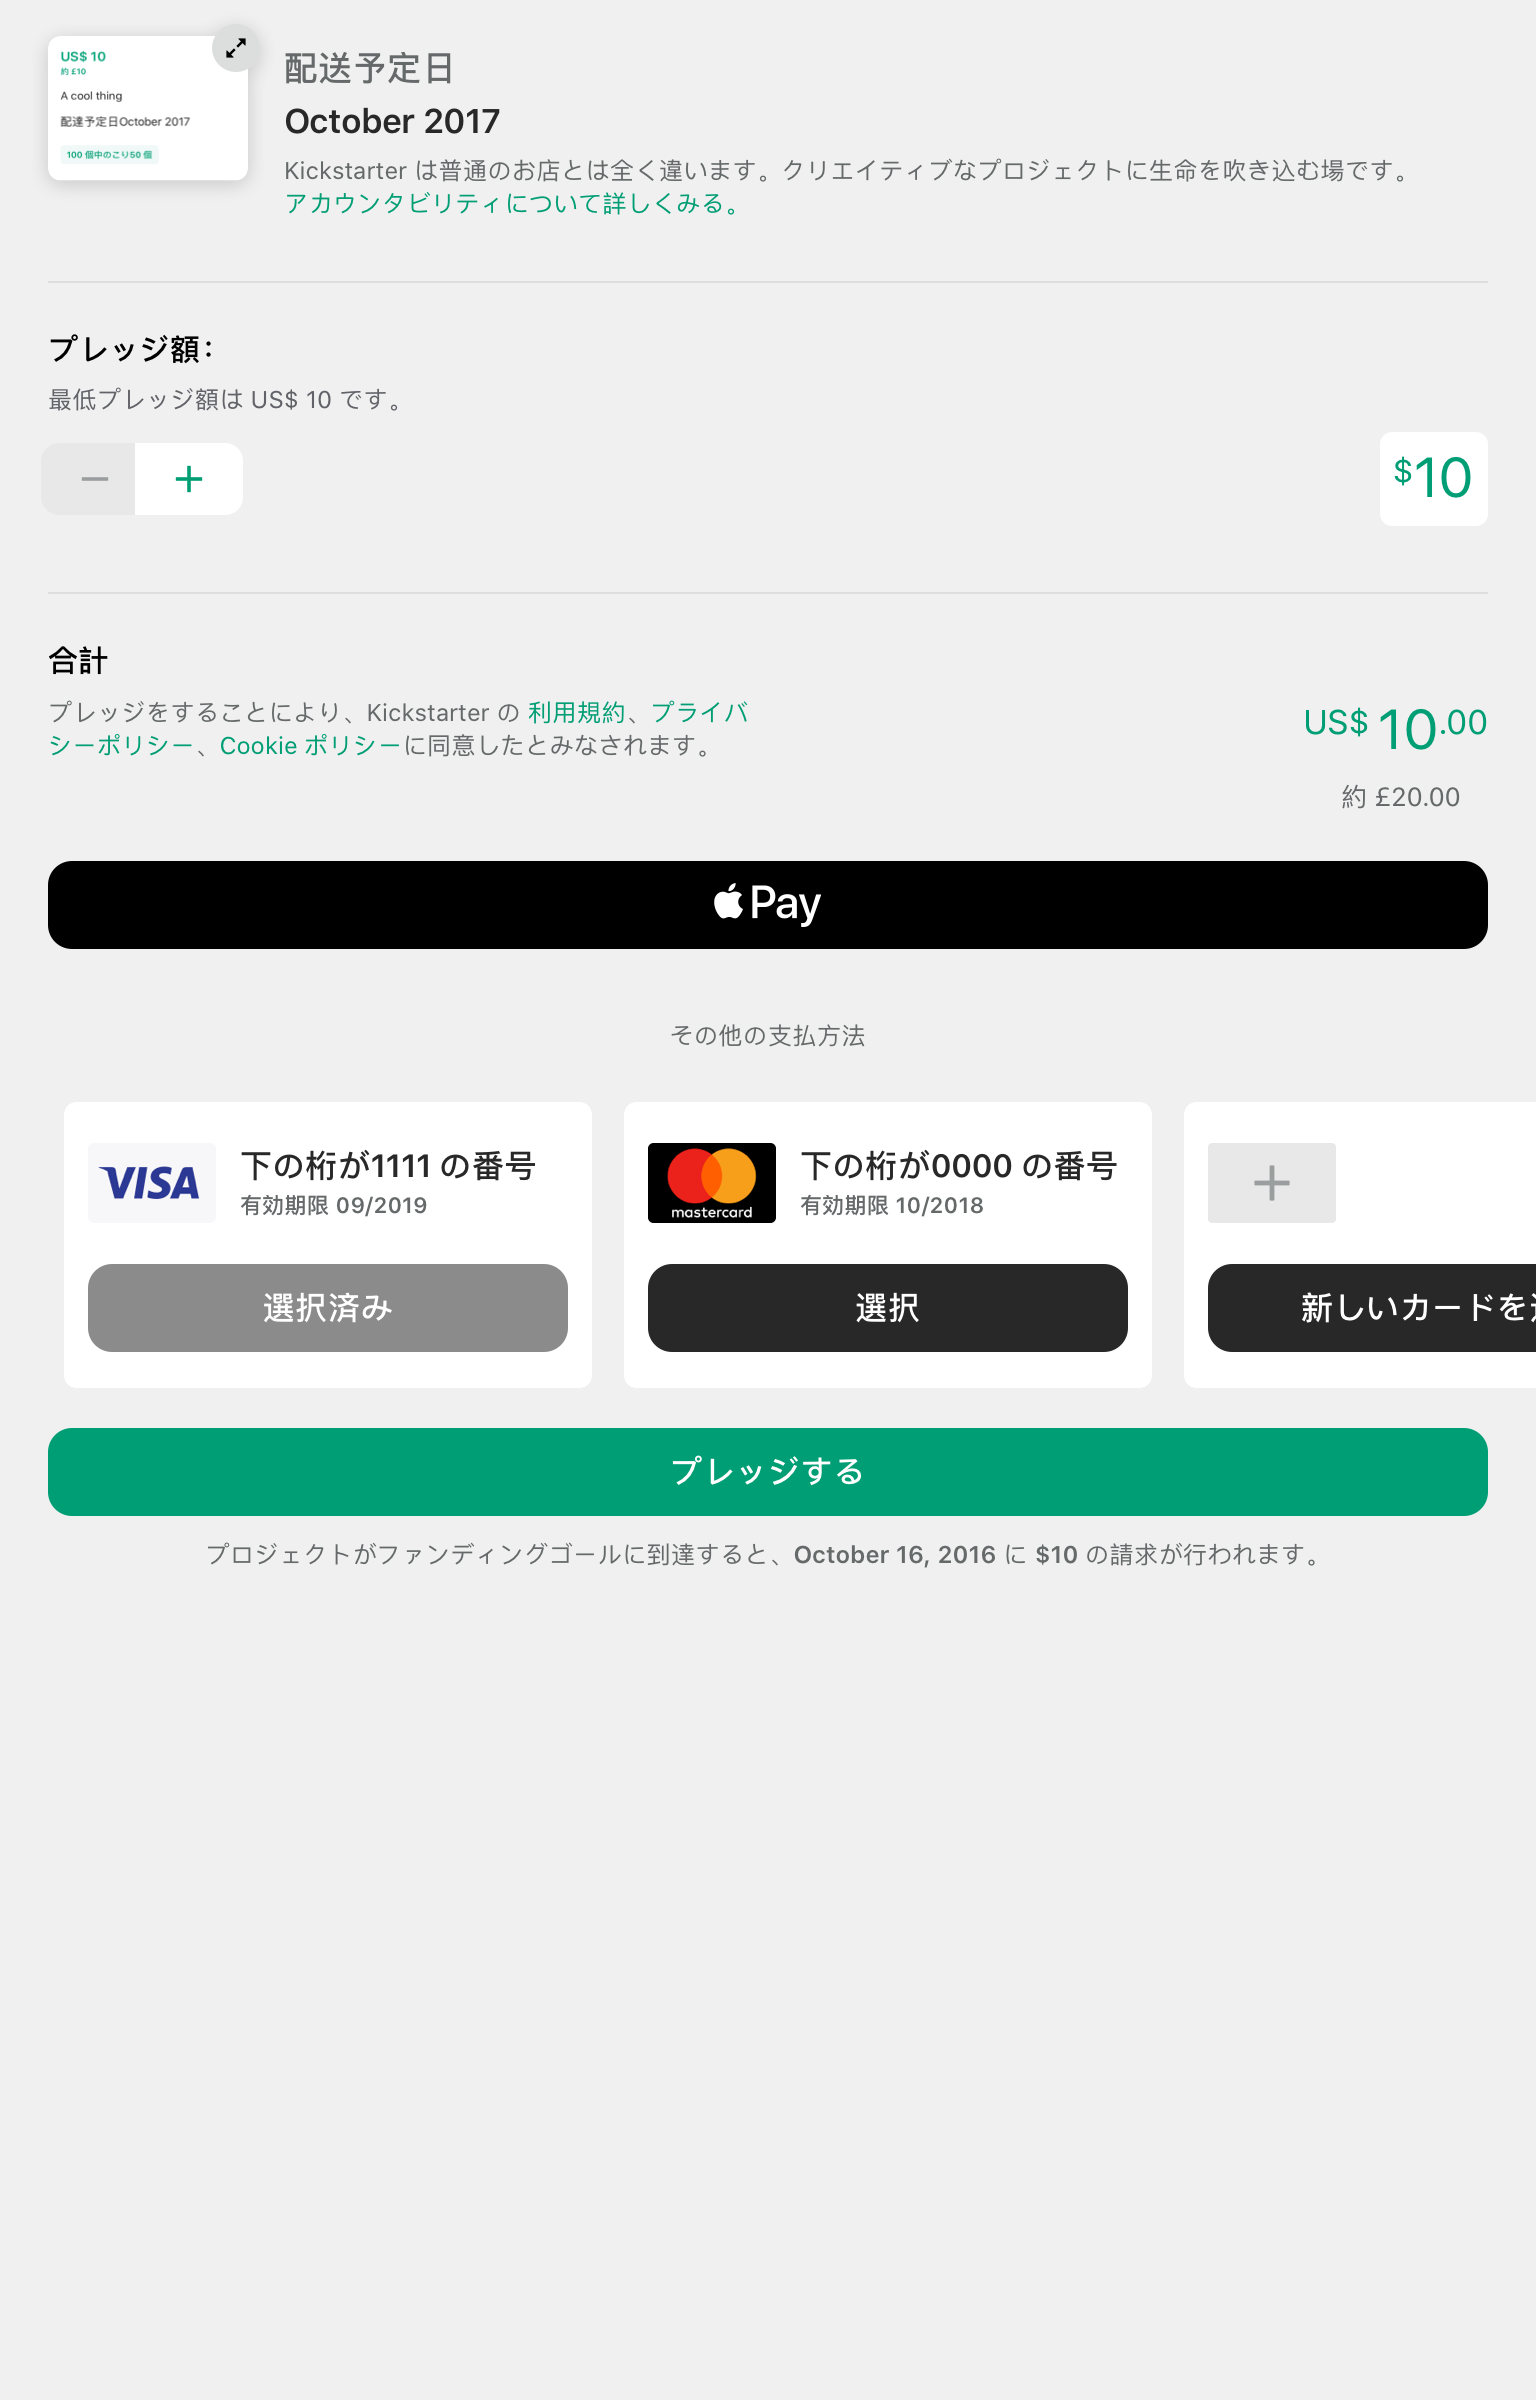 US$ 10
約 £10
A cool thing
配達予定日October 2017
100 個中のこり50 個
配送予定日
October 2017
Kickstarter は普通のお店とは全く違います。クリエイティブなプロジェクトに生命を吹き込む場です。
アカウンタビリティについて詳しくみる。
プレッジ額：
最低プレッジ額は US$ 10 です。
$10
合計
プレッジをすることにより、Kickstarter の 利用規約、プライバ
シーポリシー、Cookie ポリシーに同意したとみなされます。
US$ 10.00
約 £20.00
Pay
その他の支払方法
VISA
下の桁が1111 の番号
有効期限 09/2019
選択済み
mastercard
下の桁が0000 の番号
有効期限 10/2018
選択
新しいカードを
プレッジする
プロジェクトがファンディングゴールに到達すると、October 16, 2016 に $10 の請求が行われます。